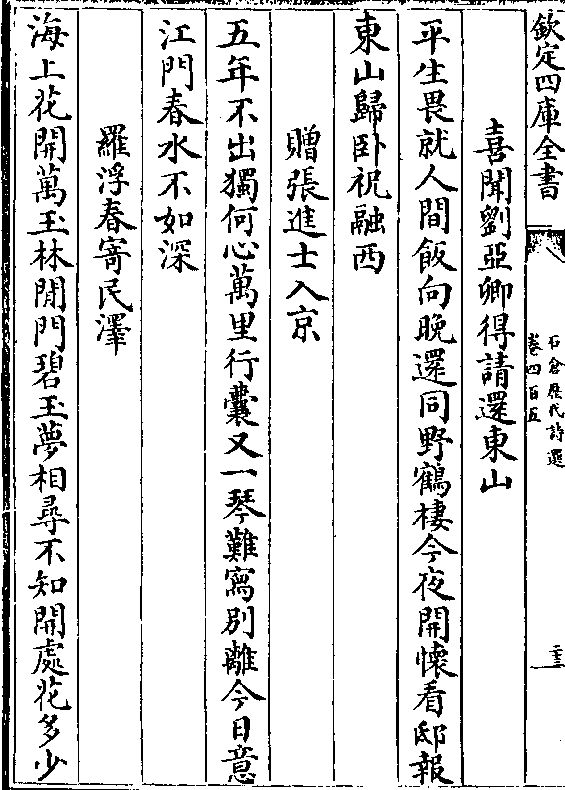 欽定四庫全書
石倉歷代詩選
卷四百五
二十三
喜聞劉亞卿得請還東山
平生畏就人間飯向晚還同野鶴棲今夜開懷看邸報
東山歸卧祝融西
贈張進士入京
五年不出獨何心萬里行囊又一琴難寫别離今日意
江門春水不如深
羅浮春寄民澤
海上花開萬玉林閒門碧玉夢相尋不知開處花多少